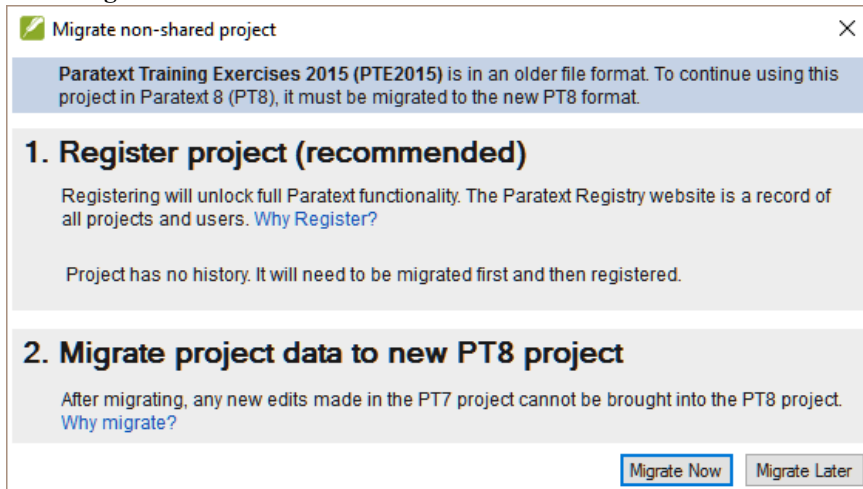 Migrate non-shared project
Paratext Training Exercises 2015 (PTE2015) is in an older file format. To continue using this
project in Paratext 8 (PT8), it must be migrated to the new PT8 format.
1. Register project (recommended)
Registering will unlock full Paratext functionality. The Paratext Registry website is a record of
all projects and users. Why Register?
Project has no history. It will need to be migrated first and then registered.
2. Migrate project data to new PT8 project
After migrating, any new edits made in the PT7 project cannot be brought into the PT8 project.
Why migrate?
Migrate Now Migrate Later